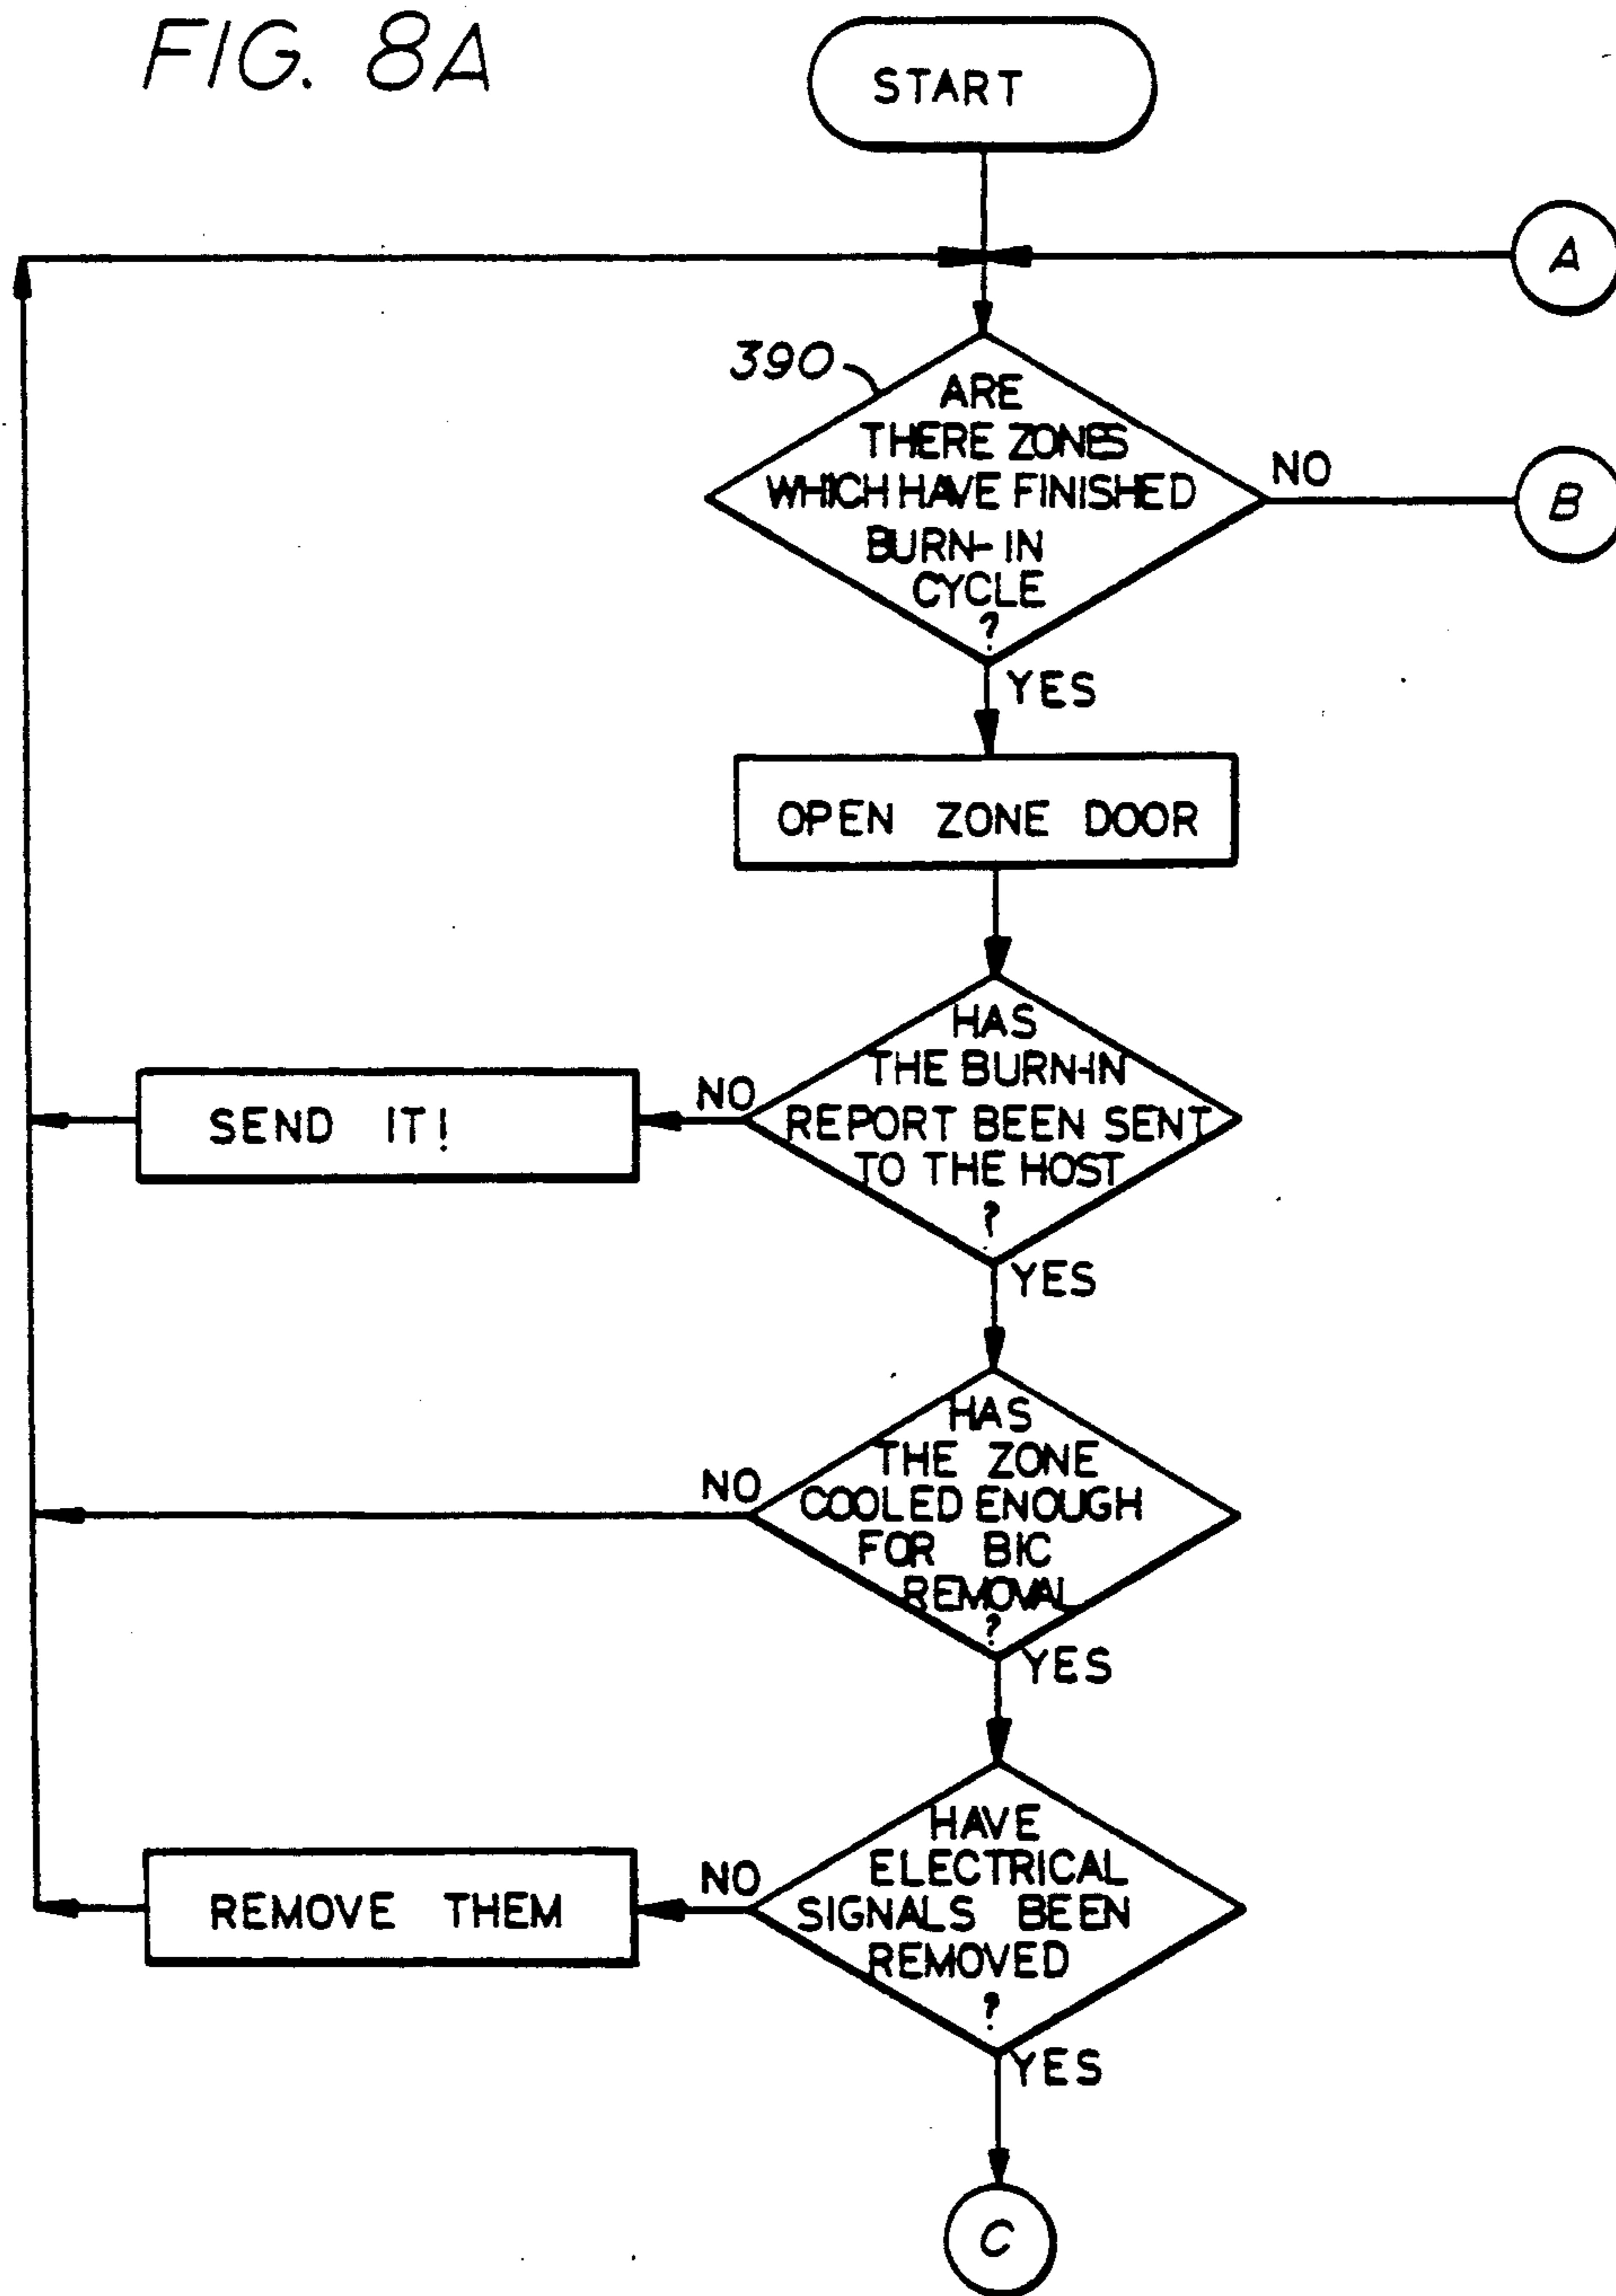 FIG. 8A
START
A
390
ARE
THERE ZONES
WHICH HAVE FINISHED
BURN-IN
CYCLE
?
NO
B
YES
OPEN ZONE DOOR
HAS
THE BURN-IN
REPORT BEEN SENT
TO THE HOST
?
NO
SEND IT!
YES
HAS
THE ZONE
COOLED ENOUGH
FOR BIC
REMOVAL
?
NO
YES
HAVE
ELECTRICAL
SIGNALS BEEN
REMOVED
?
NO
REMOVE THEM
YES
C